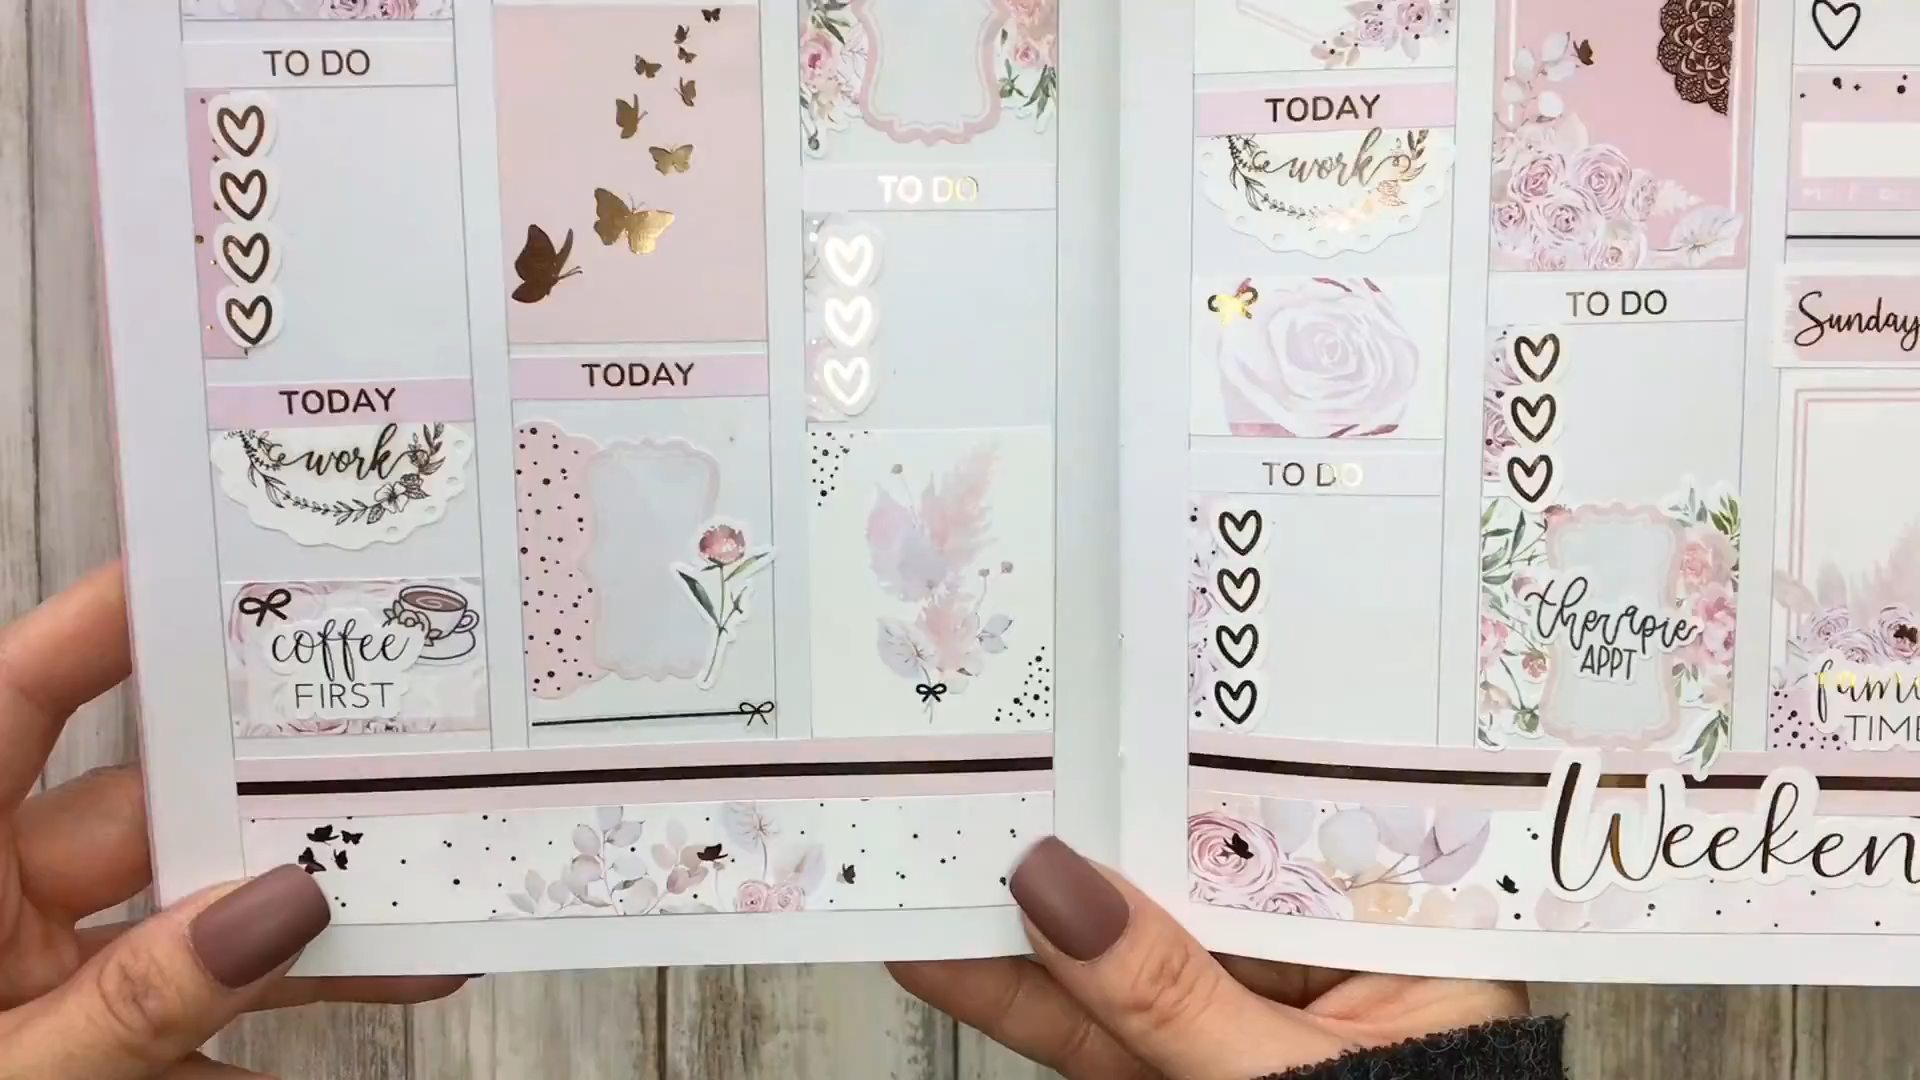 TO DO
TODAY
work
coffee
FIRST
TODAY
TO DO
TODAY
work
TO DO
TO DO
therapie
APPT
Sunday
TIME
Weeken